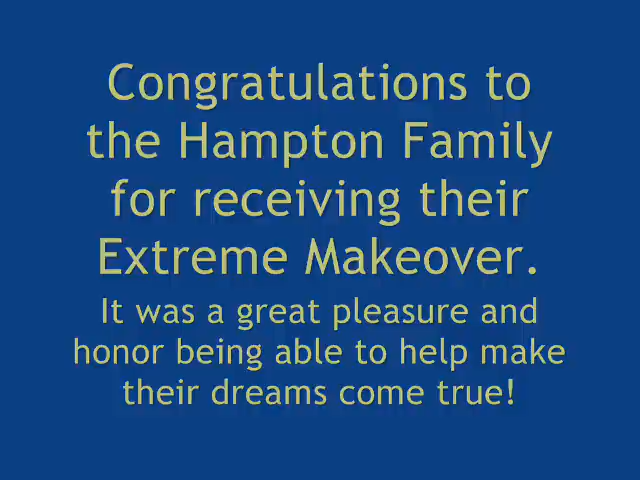 Congratulations to
the Hampton Family
for receiving their
Extreme Makeover.
It was a great pleasure and
honor being able to help make
their dreams come true!